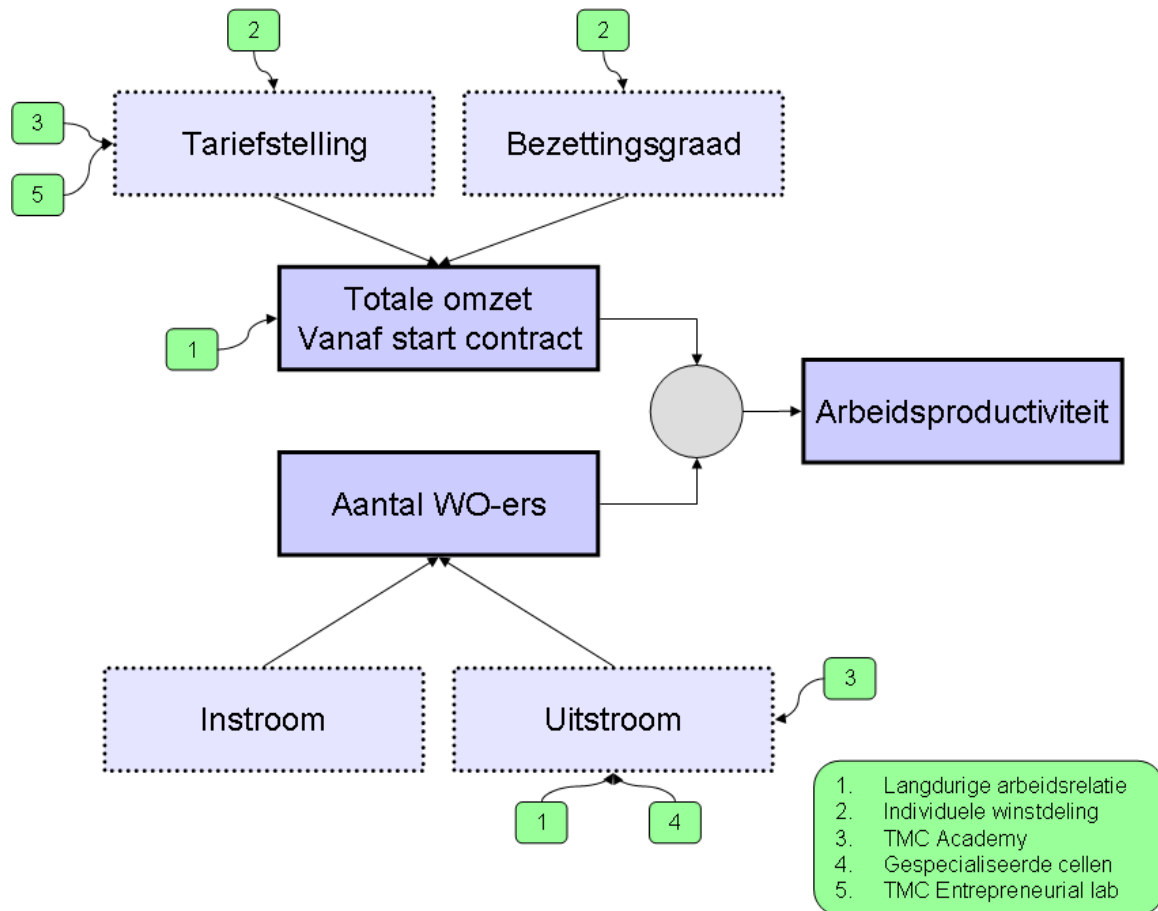 2
2
3
Tariefstelling
Bezettingsgraad
5
Totale omzet
Vanaf start contract
1
Arbeidsproductiviteit
Aantal WO-ers
3
Instroom
Uitstroom
1
4
1. Langdurige arbeidsrelatie
2. Individuele winstdeling
3. TMC Academy
4. Gespecialiseerde cellen
5. TMC Entrepreneurial lab